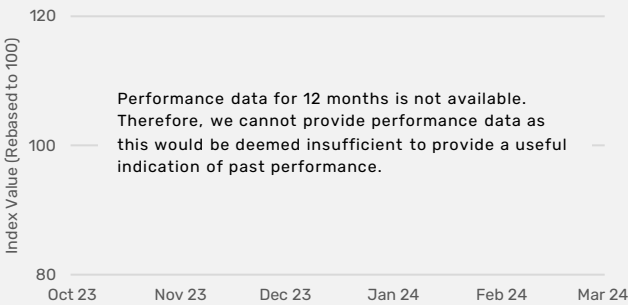 120
Index Value (Rebased to 100)
Performance data for 12 months is not available.
Therefore, we cannot provide performance data as
100
this would be deemed insufficient to provide a useful
indication of past performance.
80
Oct 23 Nov 23 Dec 23 Jan 24 Feb 24 Mar 24